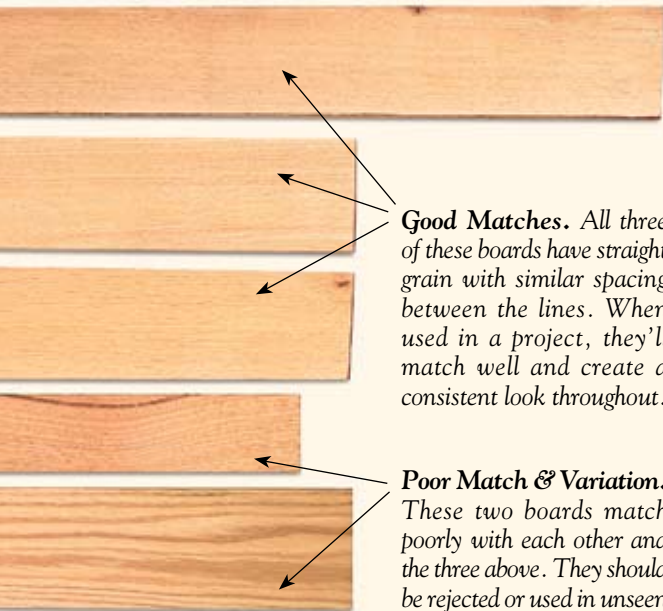 Good Matches. All three
of these boards have straight
grain with similar spacing
between the lines. When
used in a project, they'll
match well and create a
consistent look throughout.
Poor Match & Variation.
These two boards match
poorly with each other and
the three above. They should
be rejected or used in unseen